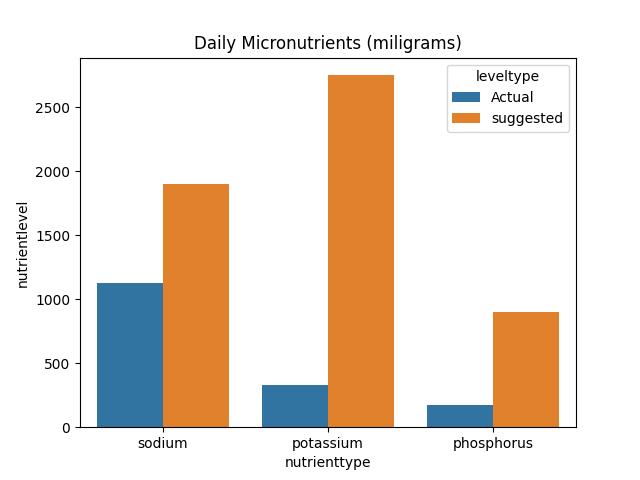 Daily Micronutrients (miligrams)
leveltype
Actual
suggested
nutrientlevel
2500
2000
1500
1000
500
0
sodium potassium phosphorus
nutrienttype